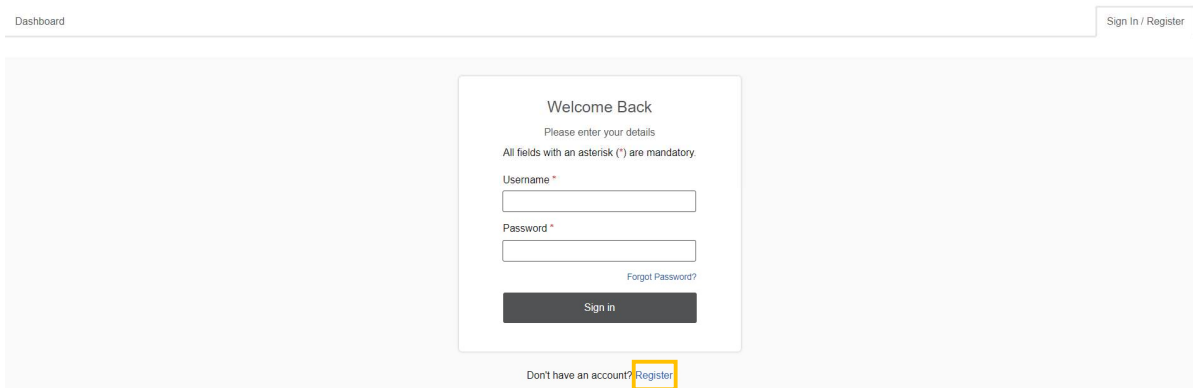 Dashboard
Sign In / Register
Welcome Back
Please enter your details
All fields with an asterisk (*) are mandatory.
Username *
Password *
Forgot Password?
Sign in
Don't have an account? Register